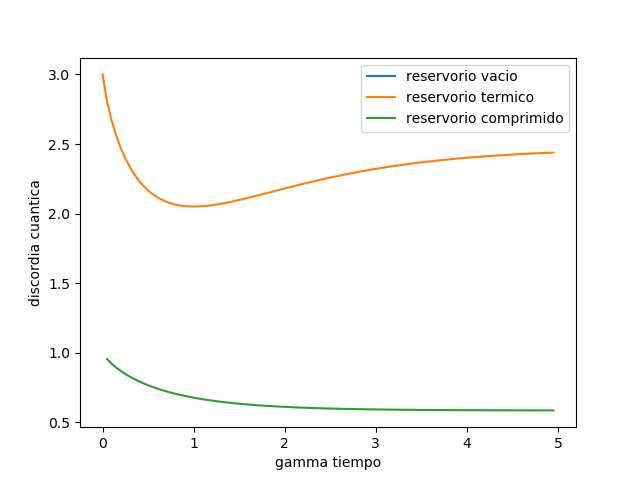 reservorio vacio
reservorio termico
reservorio comprimido
discordia cuantica
3.0
2.5
2.0
1.5
1.0
0.5
0 1 2 3 4 5
gamma tiempo